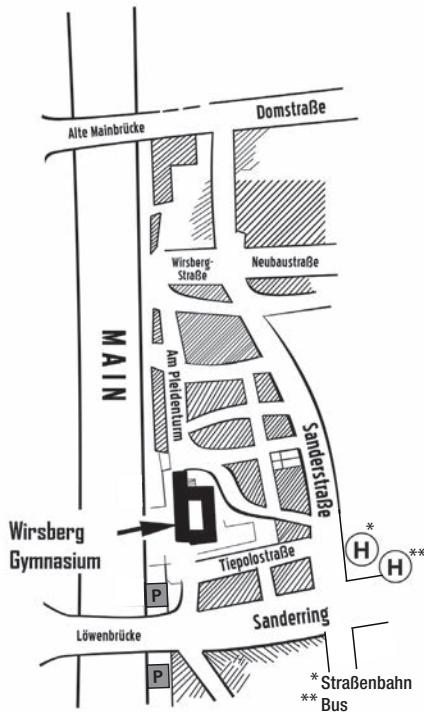 Domstraße
Alte Mainbrücke
Wirsberg-
Straße
Neubaustraße
MAIN
Am Pleidenturm
Sanderstraße
Wirsberg
Gymnasium
H*
H**
Tiepolostraße
P
Sanderring
Löwenbrücke
P
* Straßenbahn
** Bus